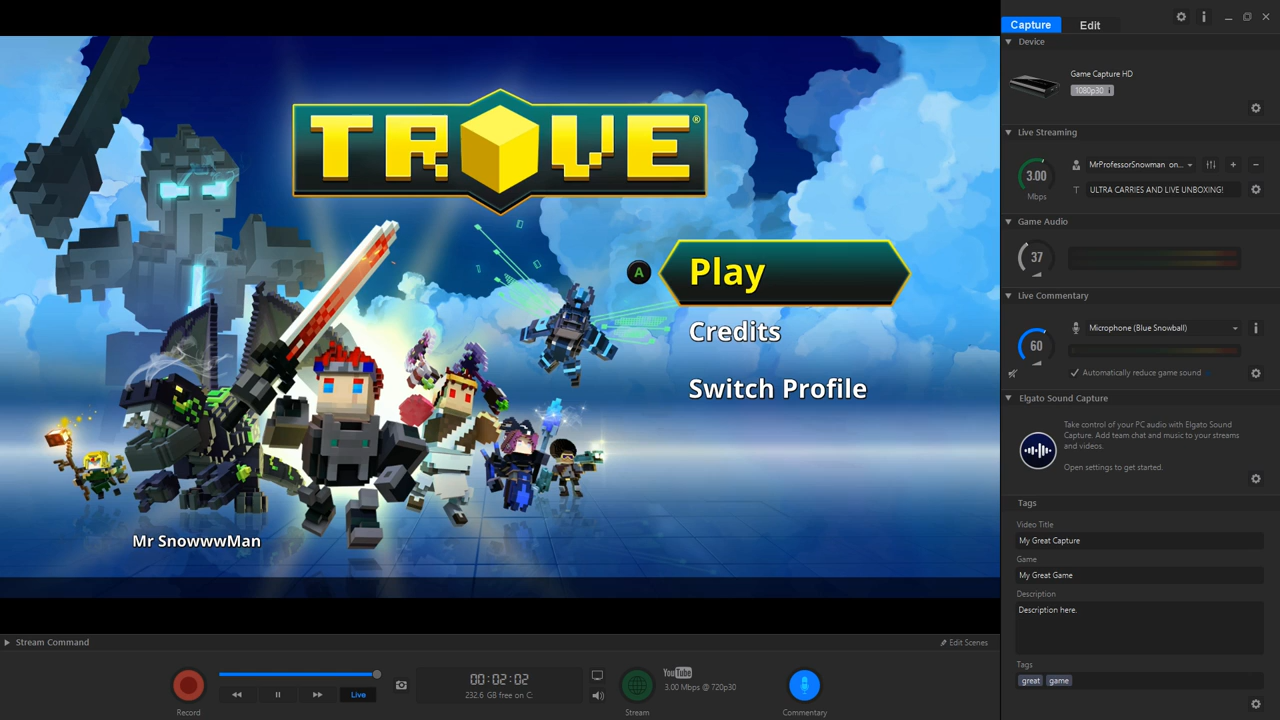 TROVE®
A
Play
Credits
Switch Profile
Mr SnowwwMan
Capture
Edit
Device
Game Capture HD
1080p30 i
Live Streaming
3.00
Mbps
MrProfessorSnowman on...
T
ULTRA CARRIES AND LIVE UNBOXING!
Game Audio
37
Live Commentary
60
Microphone (Blue Snowball)
Automatically reduce game sound
Elgato Sound Capture
Take control of your PC audio with Elgato Sound
Capture. Add team chat and music to your streams
and videos.
Open settings to get started.
Tags
Video Title
My Great Capture
Game
My Great Game
Description
Description here.
Tags
great game
Stream Command
Edit Scenes
Record
Live
00:02:02
232.6 GB free on C:
Stream
YouTube
3.00 Mbps @ 720p30
Commentary